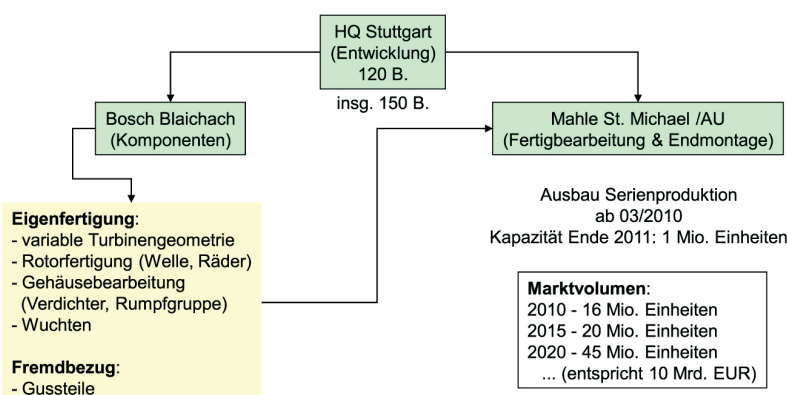 HQ Stuttgart
(Entwicklung)
120 B.
insg. 150 B.
Bosch Blaichach
(Komponenten)
Mahle St. Michael /AU
(Fertigbearbeitung & Endmontage)
Eigenfertigung:
- variable Turbinengeometrie
- Rotorfertigung (Welle, Räder)
- Gehäusebearbeitung
(Verdichter, Rumpfgruppe)
- Wuchten
Fremdbezug:
- Gussteile
Ausbau Serienproduktion
ab 03/2010
Kapazität Ende 2011: 1 Mio. Einheiten
Marktvolumen:
2010 - 16 Mio. Einheiten
2015 - 20 Mio. Einheiten
2020 - 45 Mio. Einheiten
... (entspricht 10 Mrd. EUR)